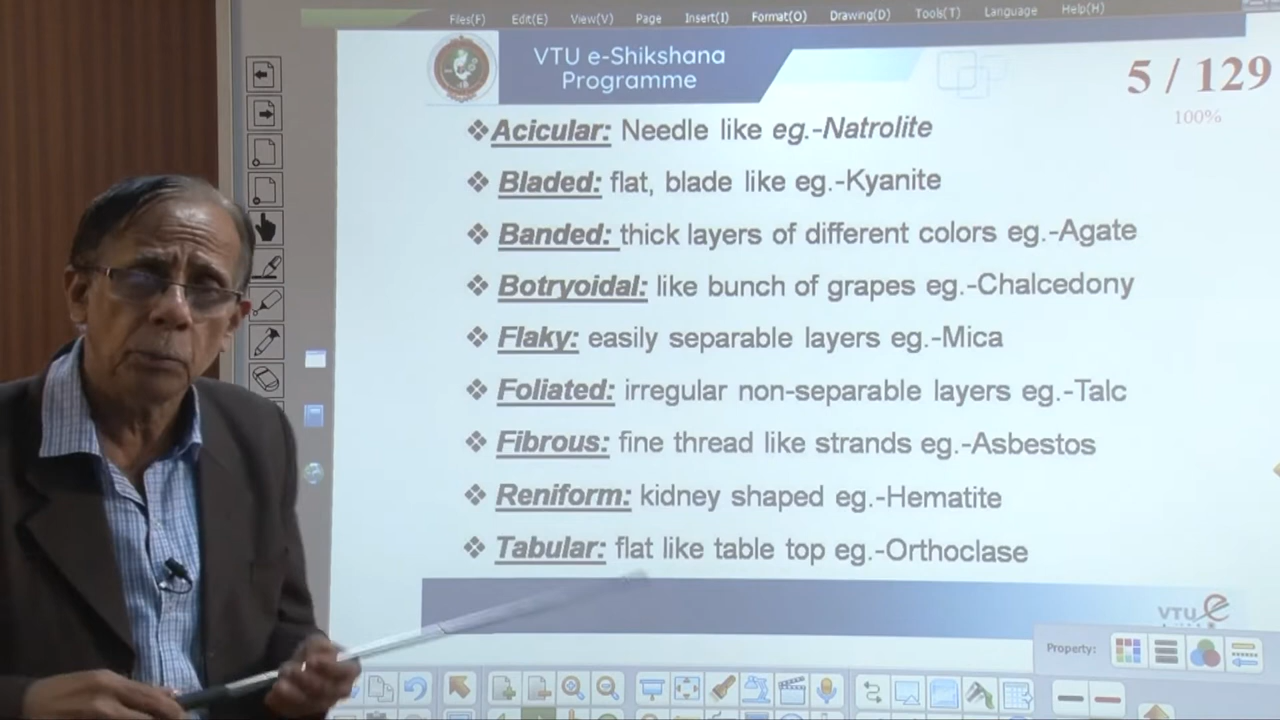 Files(F) Edit(E) View(V) Page Insert(I) Format(O) Drawing(D) Tools(T) Language Help(H)
VTU e-Shikshana
Programme
5 / 129
100%
❖Acicular: Needle like eg.-Natrolite
❖ Bladed: flat, blade like eg.-Kyanite
❖ Banded: thick layers of different colors eg.-Agate
❖ Botryoidal: like bunch of grapes eg.-Chalcedony
❖ Flaky: easily separable layers eg.-Mica
❖ Foliated: irregular non-separable layers eg.-Talc
❖ Fibrous: fine thread like strands eg.-Asbestos
❖ Reniform: kidney shaped eg.-Hematite
❖ Tabular: flat like table top eg.-Orthoclase
VTU e
Property: